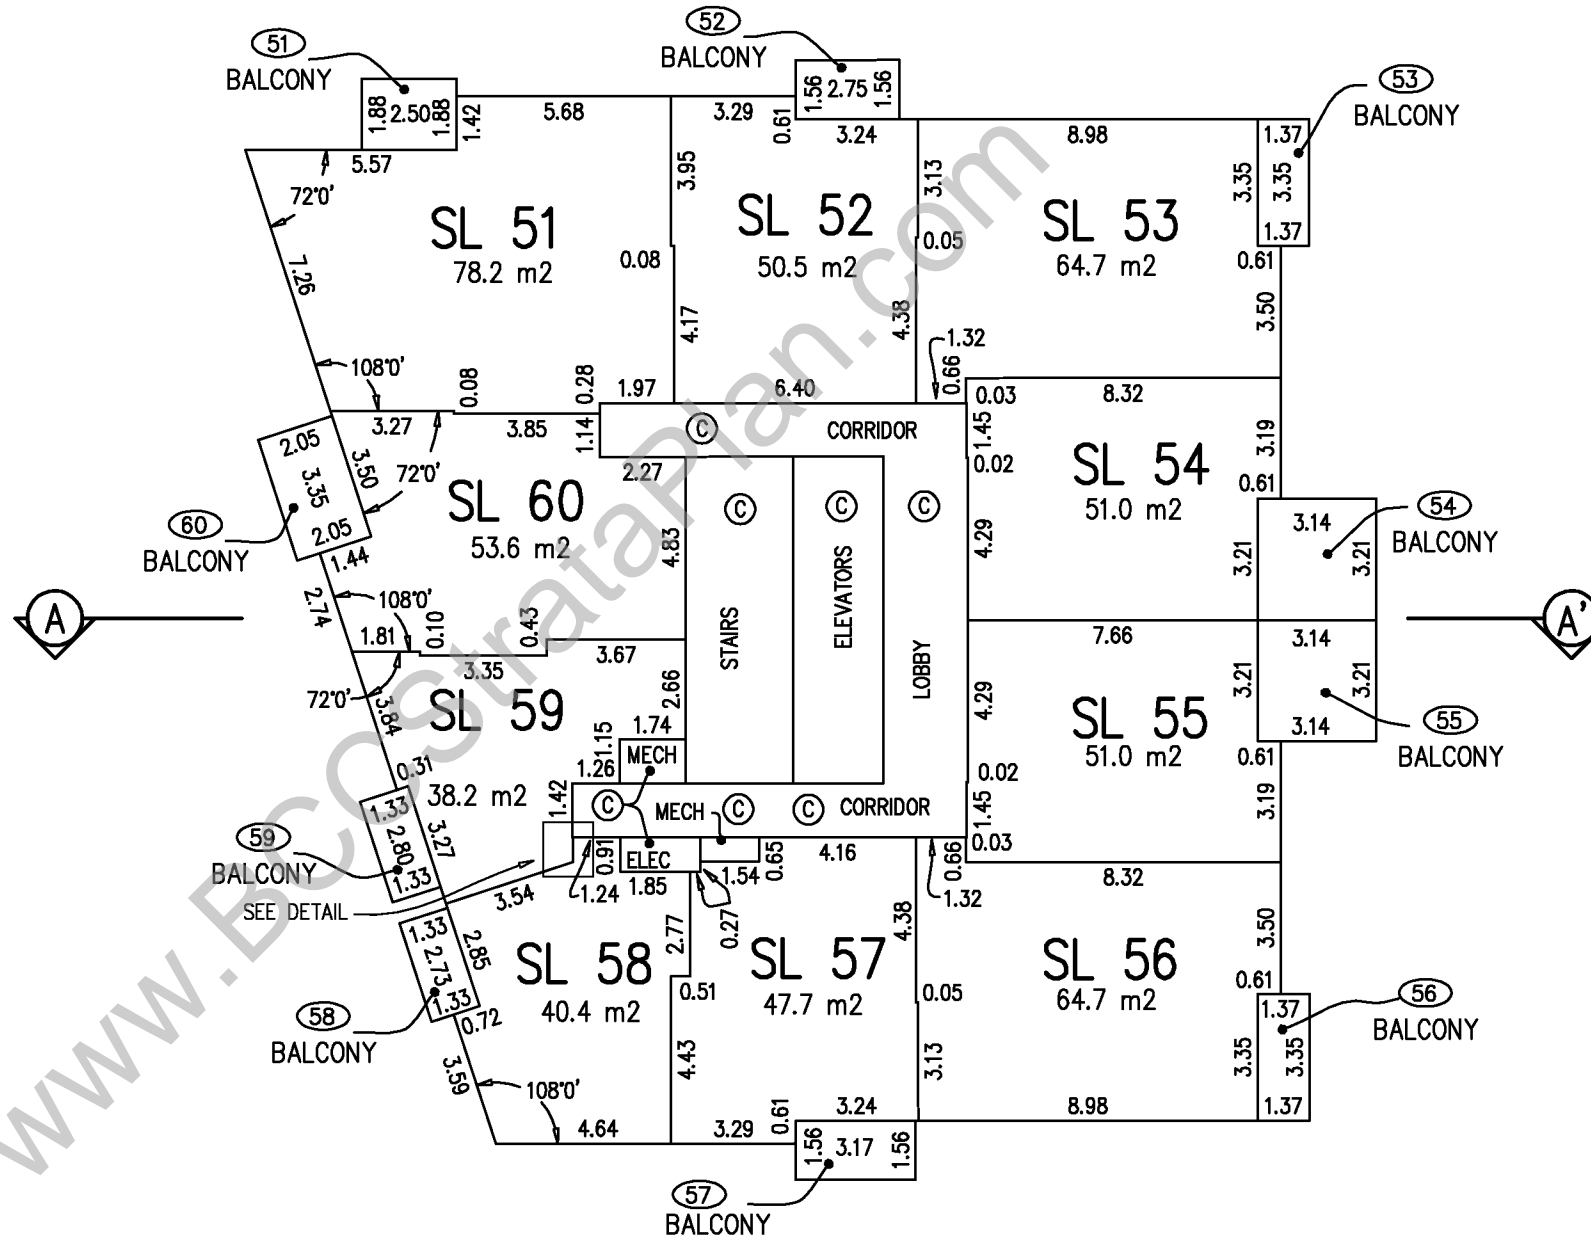 51
BALCONY
1.88
2.50
1.88
1.42
5.68
5.57
52
BALCONY
1.56
2.75
1.56
3.29
0.61
3.24
8.98
53
BALCONY
1.37
3.35
3.35
1.37
72°0'
7.26
SL 51
78.2 m2
3.95
0.08
4.17
SL 52
50.5 m2
3.13
0.05
4.38
SL 53
64.7 m2
0.61
3.50
108°0'
0.08
0.28
1.97
6.40
1.32
0.66
0.03
8.32
3.27
3.85
1.14
C
CORRIDOR
1.45
0.02
3.19
0.61
2.05
3.35
2.05
3.50
72°0'
2.27
SL 60
53.6 m2
4.83
C
STAIRS
C
ELEVATORS
C
LOBBY
4.29
SL 54
51.0 m2
3.14
3.21
3.21
54
BALCONY
60
BALCONY
1.44
2.74
108°0'
A
A'
1.81
0.10
0.43
3.35
3.67
7.66
3.14
3.21
3.21
3.14
55
BALCONY
72°0'
3.84
SL 59
38.2 m2
2.66
1.74
1.15
MECH
1.26
4.29
SL 55
51.0 m2
0.61
3.19
0.02
0.31
1.42
C
MECH
C
C
CORRIDOR
1.45
0.03
1.33
2.80
1.33
3.27
59
BALCONY
SEE DETAIL
3.54
1.24
0.91
ELEC
1.85
1.54
0.65
4.16
0.66
1.32
8.32
0.27
1.33
2.73
1.33
2.85
0.72
58
BALCONY
3.59
SL 58
40.4 m2
2.77
0.51
4.43
SL 57
47.7 m2
4.38
0.05
3.13
SL 56
64.7 m2
3.50
0.61
1.37
3.35
3.35
1.37
56
BALCONY
108°0'
4.64
3.29
0.61
3.24
8.98
1.56
3.17
1.56
57
BALCONY
www.BCCStrataPlan.com